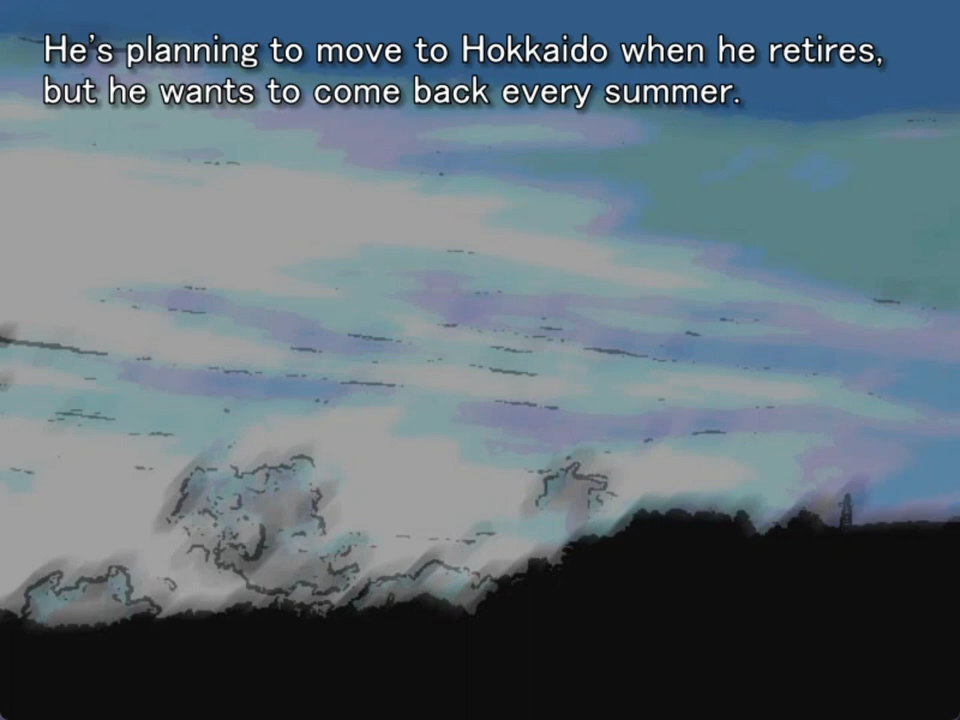 He’s planning to move to Hokkaido when he retires,
but he wants to come back every summer.